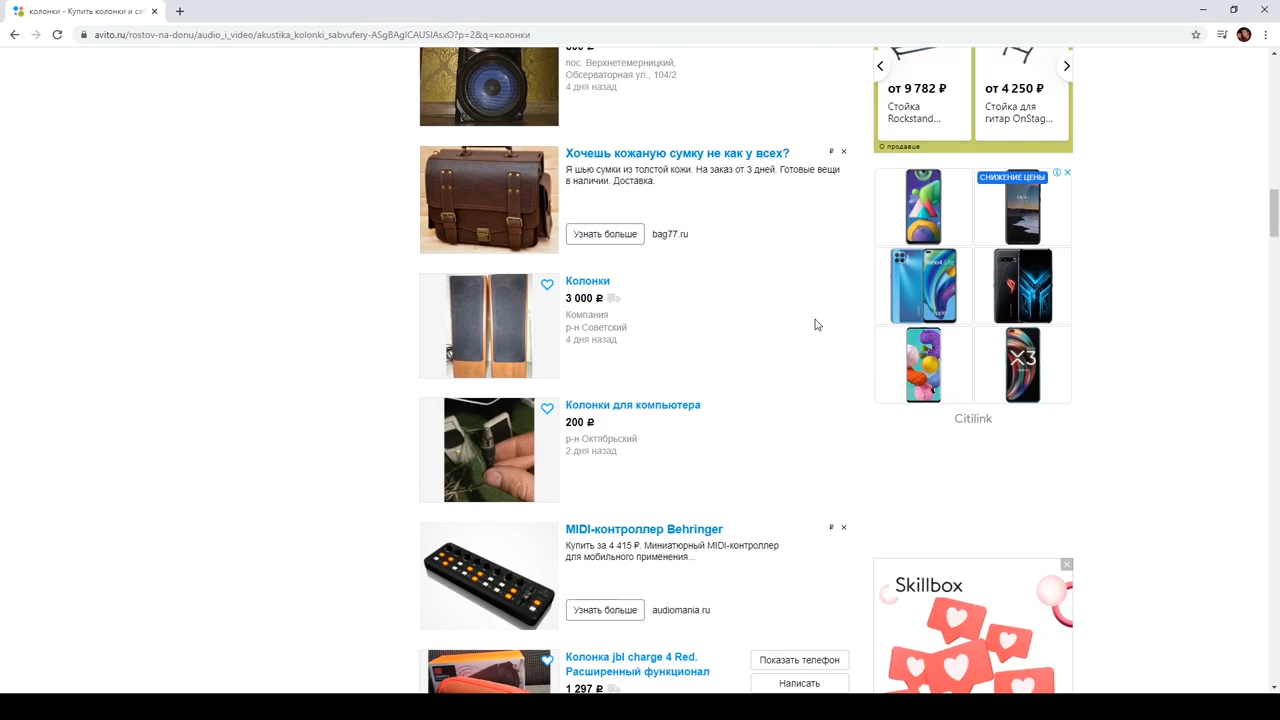 колонки - Купить колонки и саб
avito.ru/rostov-na-donu/audio_i_video/akustika_kolonki_sabvufery-ASgBAgICAUSIAsxO?p=2&q=колонки
пос. Верхнетемерницкий,
Обсерваторная ул., 104/2
4 дня назад
Хочешь кожаную сумку не как у всех?
Я шью сумки из толстой кожи. На заказ от 3 дней. Готовые вещи
в наличии. Доставка.
Узнать больше
bag77.ru
Колонки
3 000 ₽
Компания
р-н Советский
4 дня назад
Колонки для компьютера
200 ₽
р-н Октябрьский
2 дня назад
MIDI-контроллер Behringer
Купить за 4 415 ₽. Миниатюрный MIDI-контроллер
для мобильного применения...
Узнать больше
audiomania.ru
Колонка jbl charge 4 Red.
Расширенный функционал
1 297 ₽
Показать телефон
Написать
от 9 782 ₽
Стойка
Rockstand...
от 4 250 ₽
Стойка для
гитар OnStag...
О продавце
СНИЖЕНИЕ ЦЕНЫ
X3
Citilink
Skillbox